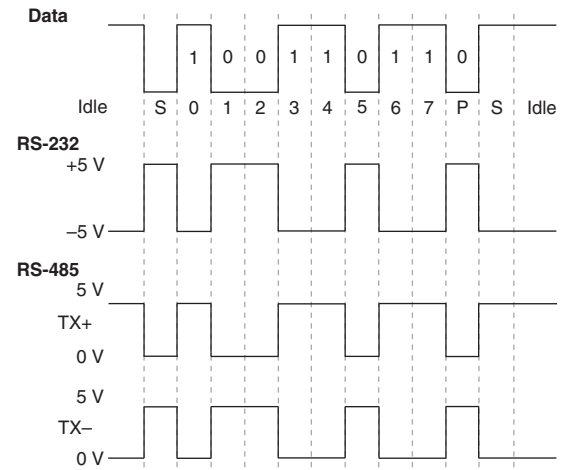 Data
1 0 0 1 1 0 1 1 0
Idle S 0 1 2 3 4 5 6 7 P S Idle
RS-232
+5 V
–5 V
RS-485
5 V
TX+
0 V
5 V
TX–
0 V